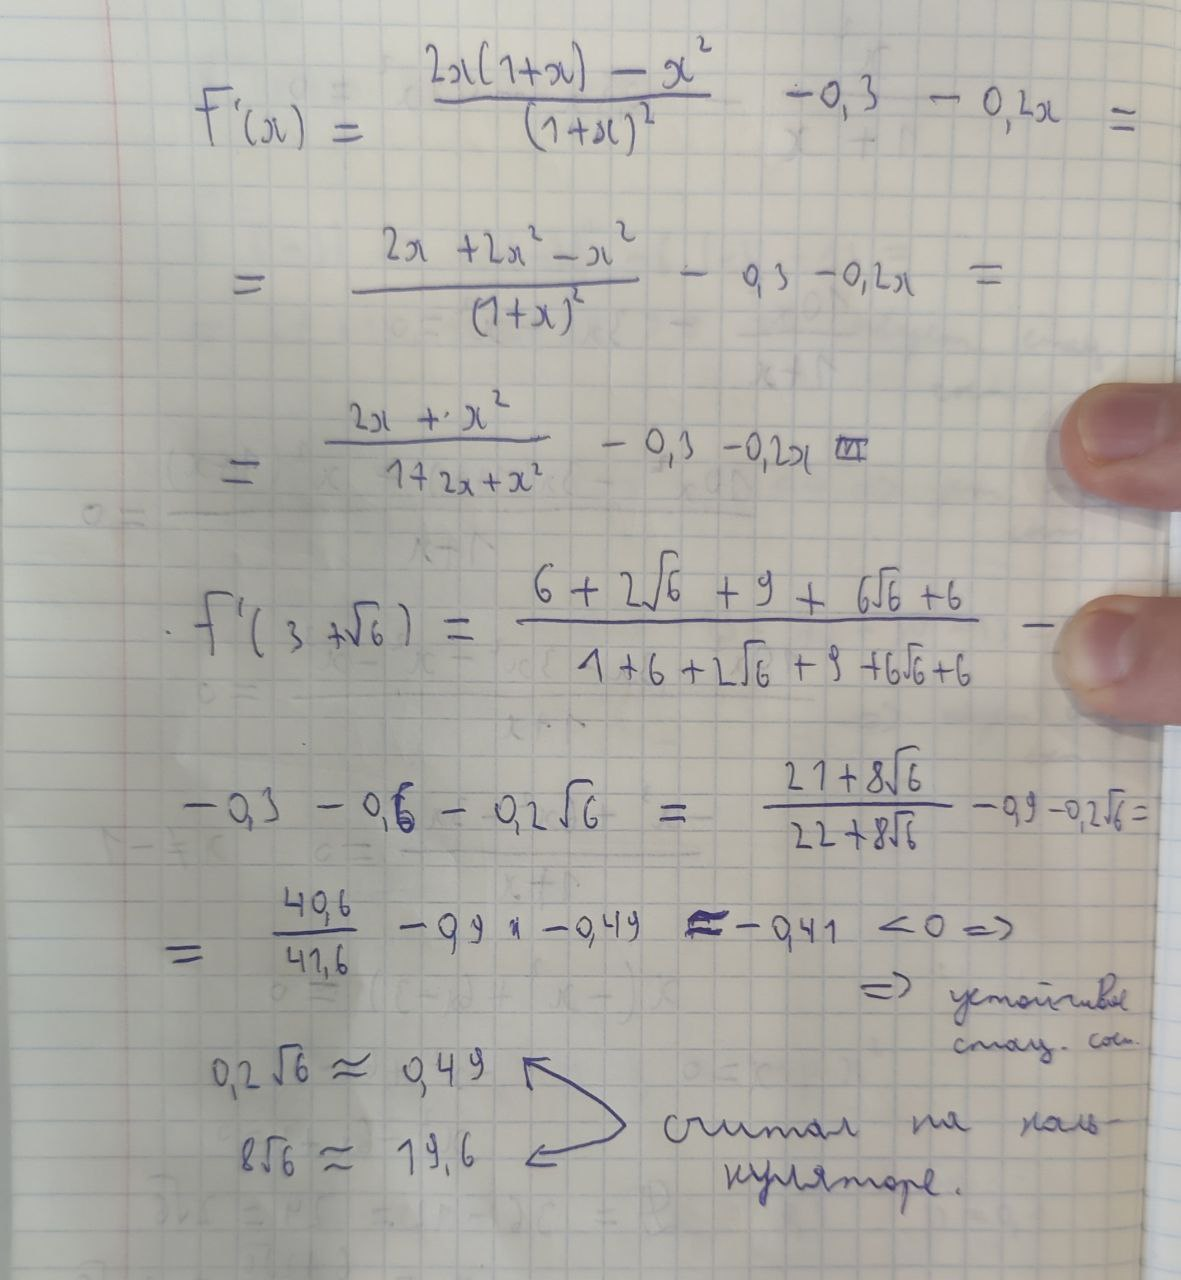 F'(x) = (2x(1+x) − x²)/((1+x)²) −0,3 − 0,2x =
= (2x +2x² − x²)/((1+x)²) − 0,3 −0,2x =
= (2x + x²)/(1+2x+x²) − 0,3 −0,2x
F'(3 +√6) = (6 + 2√6 + 9 + 6√6 +6)/(1+6+2√6 +9 +6√6+6) −
−0,3 − 0,6 − 0,2√6 = (21+8√6)/(22+8√6) −0,9 −0,2√6 =
= 40,6/41,6 −0,9 −0,49 = −0,41 <0 =>
=> устойчивое
стац. сост.
0,2√6 ≈ 0,49
8√6 ≈ 19,6
считал на каль-
куляторе.